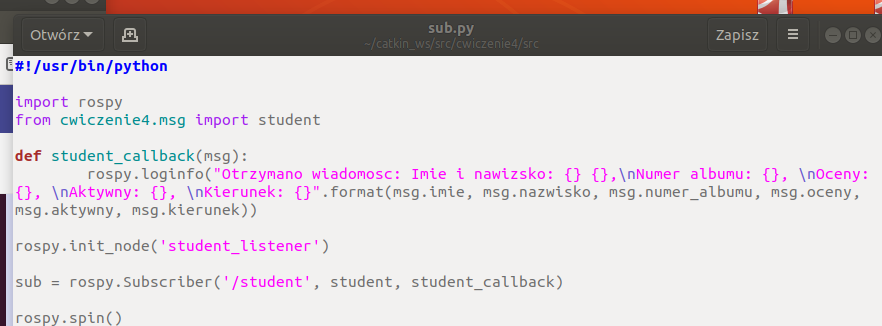 sub.py
Otwórz
~/catkin_ws/src/cwiczenie4/src
Zapisz
#!/usr/bin/python
import rospy
from cwiczenie4.msg import student
def student_callback(msg):
rospy.loginfo("Otrzymano wiadomosc: Imie i nawizsko: {} {},\nNumer albumu: {}, \nOceny:
{}, \nAktywny: {}, \nKierunek: {}".format(msg.imie, msg.nazwisko, msg.numer_albumu, msg.oceny,
msg.aktywny, msg.kierunek))
rospy.init_node('student_listener')
sub = rospy.Subscriber('/student', student, student_callback)
rospy.spin()